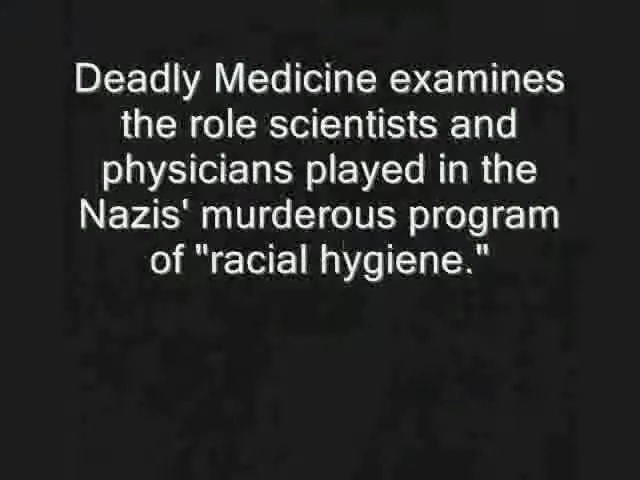 Deadly Medicine examines
the role scientists and
physicians played in the
Nazis' murderous program
of "racial hygiene."